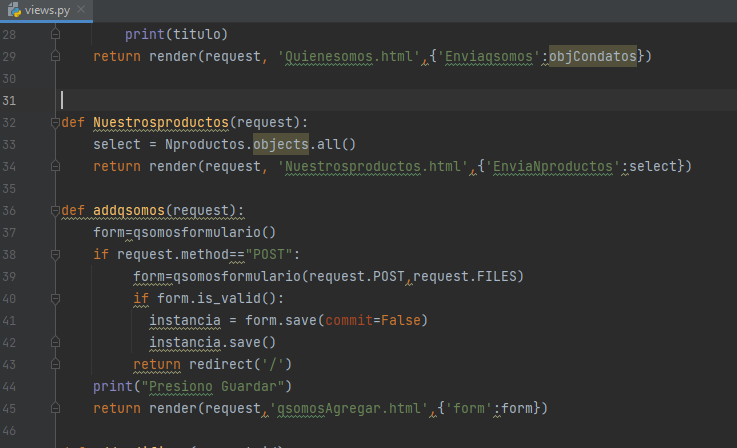 views.py
28 print(titulo)
29 return render(request, 'Quienesomos.html',{'Enviaqsomos':objCondatos})
30
31
32 def Nuestrosproductos(request):
33 select = Nproductos.objects.all()
34 return render(request, 'Nuestrosproductos.html',{'EnviaNproductos':select})
35
36 def addqsomos(request):
37 form=qsomosformulario()
38 if request.method=="POST":
39 form=qsomosformulario(request.POST,request.FILES)
40 if form.is_valid():
41 instancia = form.save(commit=False)
42 instancia.save()
43 return redirect('/')
44 print("Presiono Guardar")
45 return render(request,'qsomosAgregar.html',{'form':form})
46